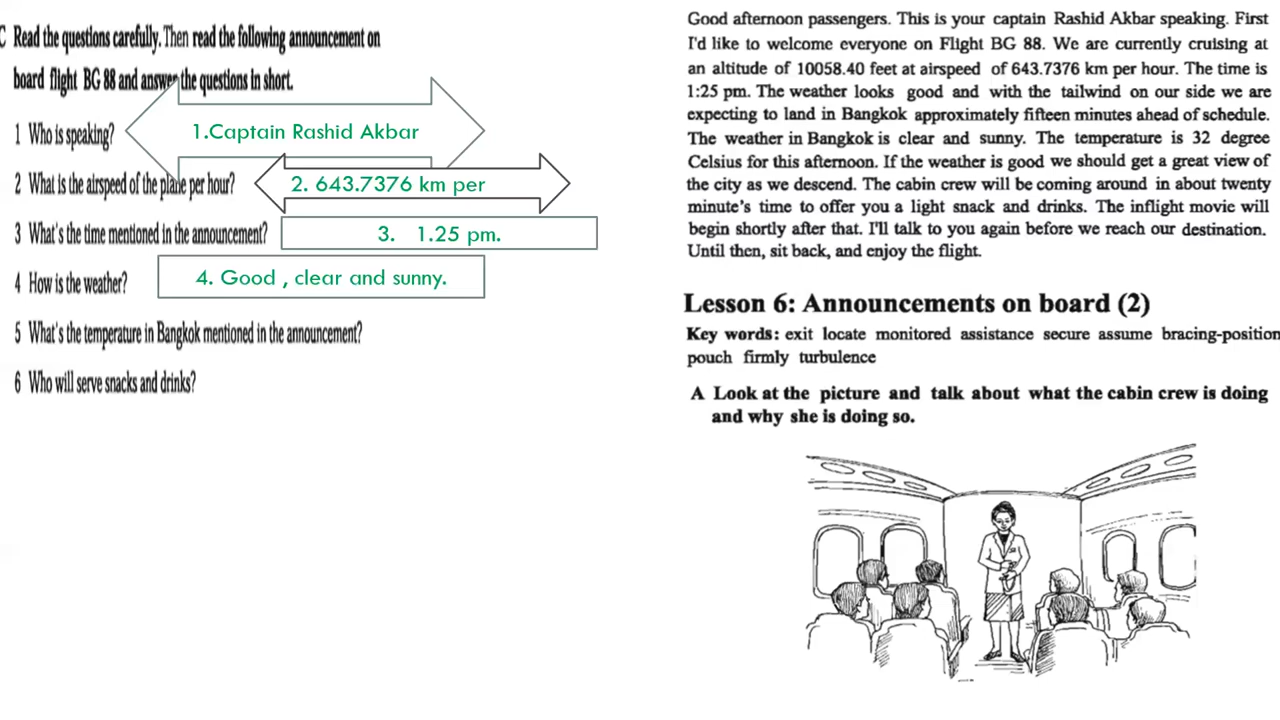 C Read the questions carefully. Then read the following announcement on
board flight BG 88 and answer the questions in short.
1 Who is speaking?
1.Captain Rashid Akbar
2 What is the airspeed of the plane per hour?
2. 643.7376 km per
3 What's the time mentioned in the announcement?
3. 1.25 pm.
4 How is the weather?
4. Good , clear and sunny.
5 What's the temperature in Bangkok mentioned in the announcement?
6 Who will serve snacks and drinks?
Good afternoon passengers. This is your captain Rashid Akbar speaking. First
I'd like to welcome everyone on Flight BG 88. We are currently cruising at
an altitude of 10058.40 feet at airspeed of 643.7376 km per hour. The time is
1:25 pm. The weather looks good and with the tailwind on our side we are
expecting to land in Bangkok approximately fifteen minutes ahead of schedule.
The weather in Bangkok is clear and sunny. The temperature is 32 degree
Celsius for this afternoon. If the weather is good we should get a great view of
the city as we descend. The cabin crew will be coming around in about twenty
minute's time to offer you a light snack and drinks. The inflight movie will
begin shortly after that. I'll talk to you again before we reach our destination.
Until then, sit back, and enjoy the flight.
Lesson 6: Announcements on board (2)
Key words: exit locate monitored assistance secure assume bracing-position
pouch firmly turbulence
A Look at the picture and talk about what the cabin crew is doing
and why she is doing so.